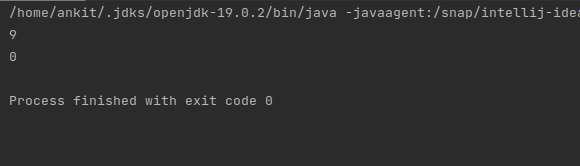 /home/ankit/.jdks/openjdk-19.0.2/bin/java -javaagent:/snap/intellij-idea
9
0
Process finished with exit code 0